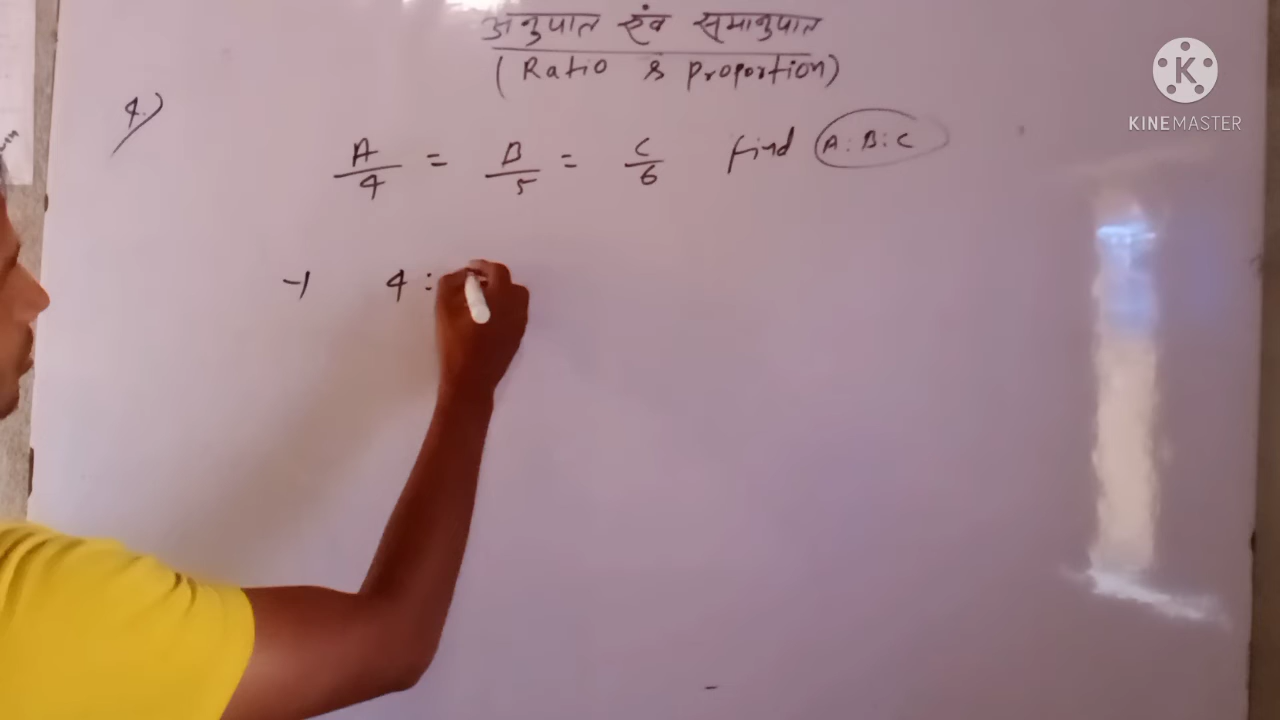 अनुपात एंव समानुपात
(Ratio & Proportion)
KINEMASTER
4.)
A/4 = B/5 = C/6 find A:B:C
→ 4 :